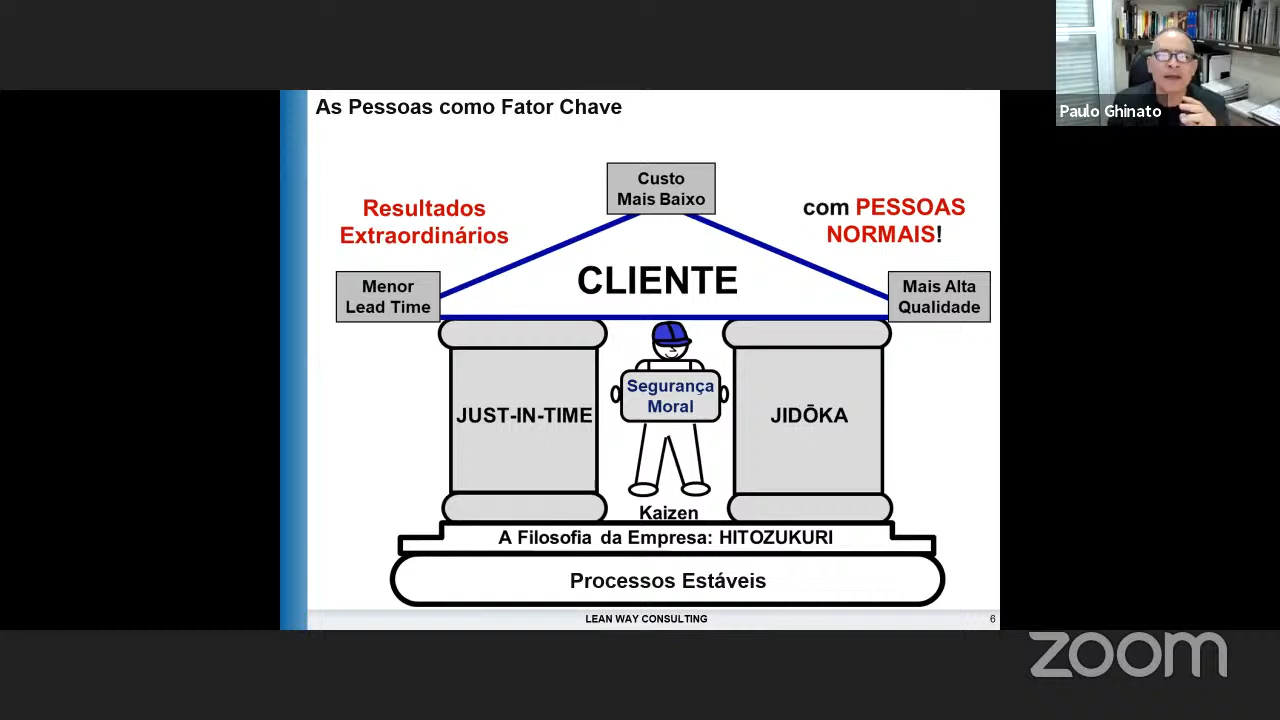 As Pessoas como Fator Chave
Paulo Ghinato
Custo
Mais Baixo
Resultados
Extraordinários
com PESSOAS
NORMAIS!
CLIENTE
Menor
Lead Time
Mais Alta
Qualidade
JUST-IN-TIME
Segurança
Moral
JIDŌKA
Kaizen
A Filosofia da Empresa: HITOZUKURI
Processos Estáveis
LEAN WAY CONSULTING
6
zoom